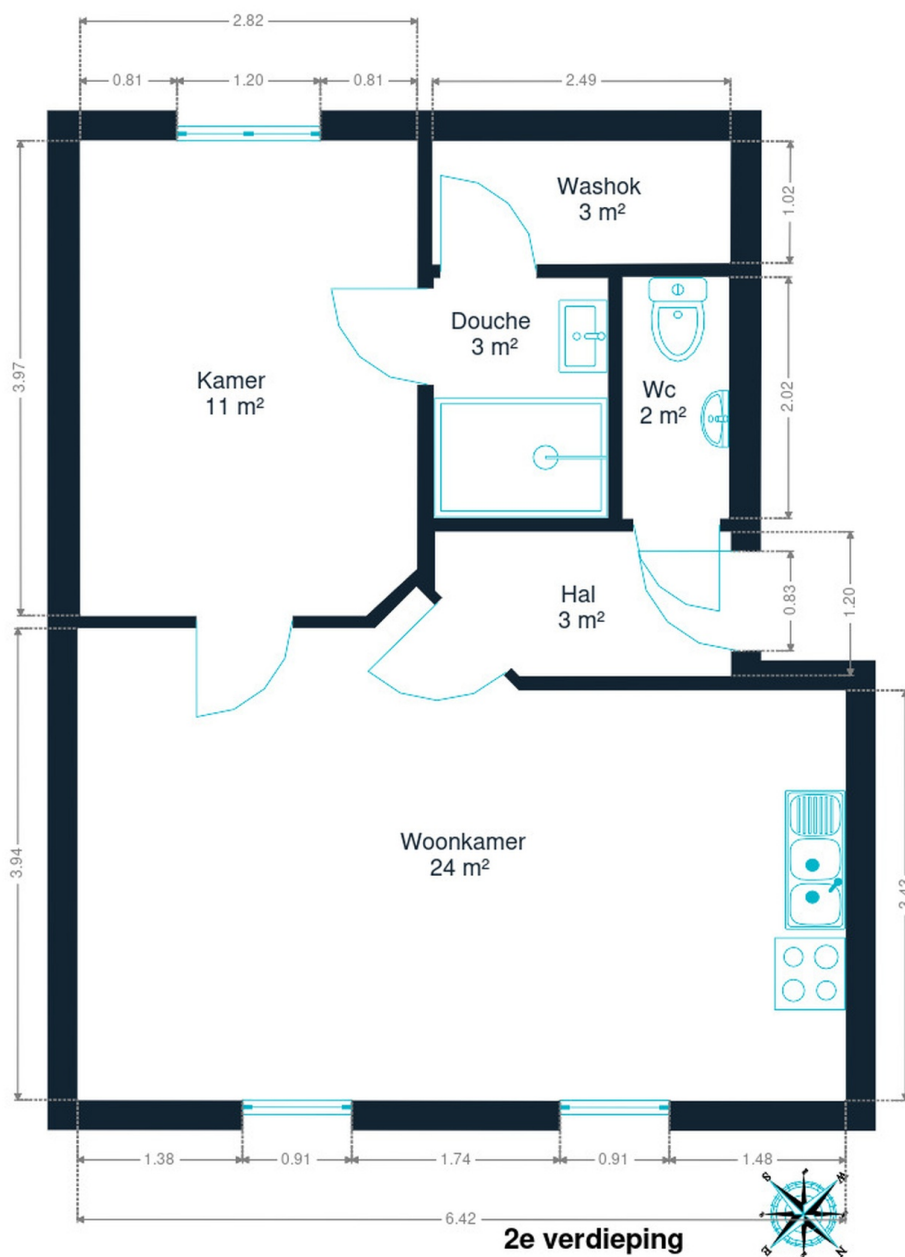 2.82
0.81
1.20
0.81
2.49
Washok
3 m²
1.02
Douche
3 m²
Kamer
11 m²
3.97
Wc
2 m²
2.02
Hal
3 m²
0.83
1.20
Woonkamer
24 m²
3.94
1.38
0.91
1.74
0.91
1.48
6.42
2e verdieping
S
W
N